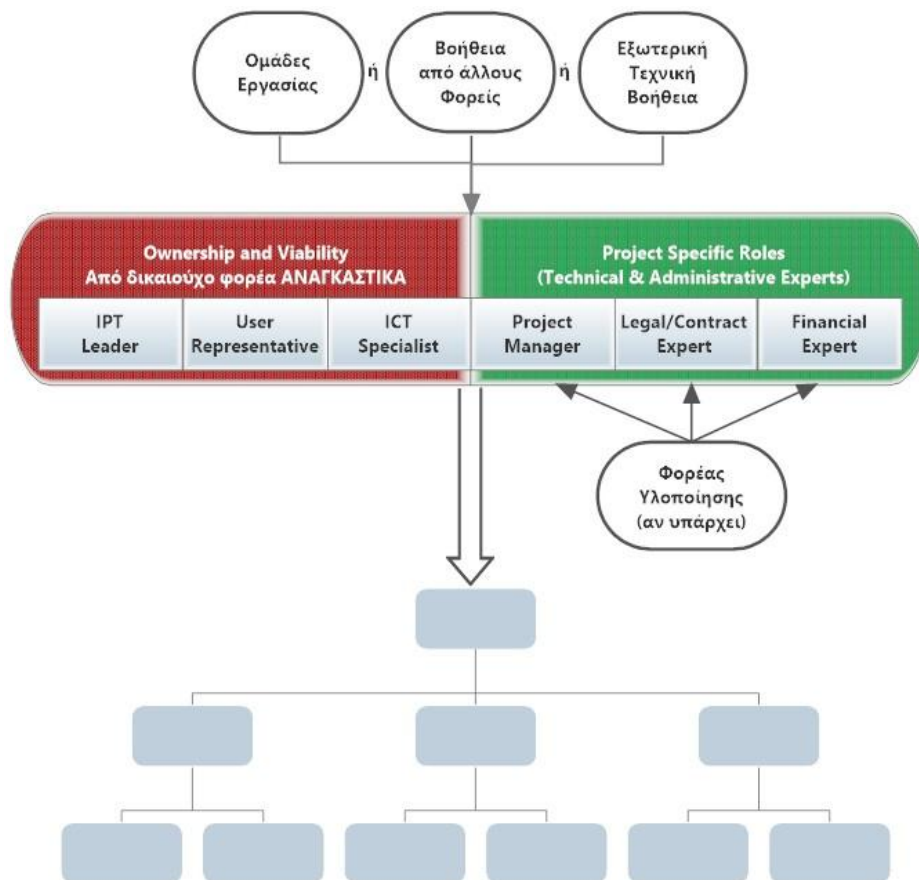 Ομάδες
Εργασίας
ή
Βοήθεια
από άλλους
Φορείς
ή
Εξωτερική
Τεχνική
Βοήθεια
Ownership and Viability
Από δικαιούχο φορέα ΑΝΑΓΚΑΣΤΙΚΑ
Project Specific Roles
(Technical & Administrative Experts)
IPT
Leader
User
Representative
ICT
Specialist
Project
Manager
Legal/Contract
Expert
Financial
Expert
Φορέας
Υλοποίησης
(αν υπάρχει)